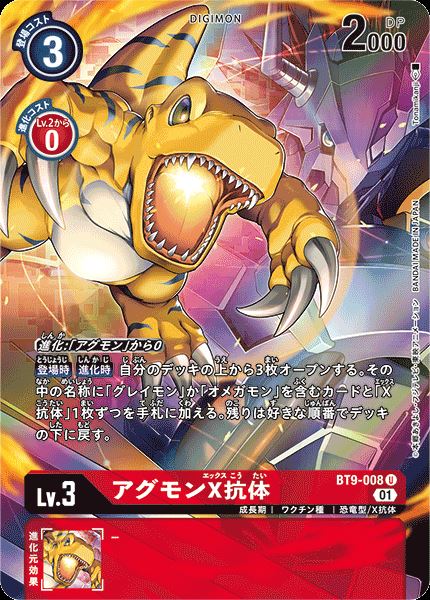 DIGIMON
登場コスト
3
進化コスト
Lv.2から
0
DP
2000
Tonamikanji
BANDAI MADE IN JAPAN
進化:「アグモン」から0
登場時 進化時 自分のデッキの上から3枚オープンする。その
中の名称に「グレイモン」か「オメガモン」を含むカードと「X
抗体」1枚ずつを手札に加える。残りは好きな順番でデッキ
の下に戻す。
Lv.3
アグモンX抗体
BT9-008 U
01
成長期 | ワクチン種 | 恐竜型/X抗体
進化元効果